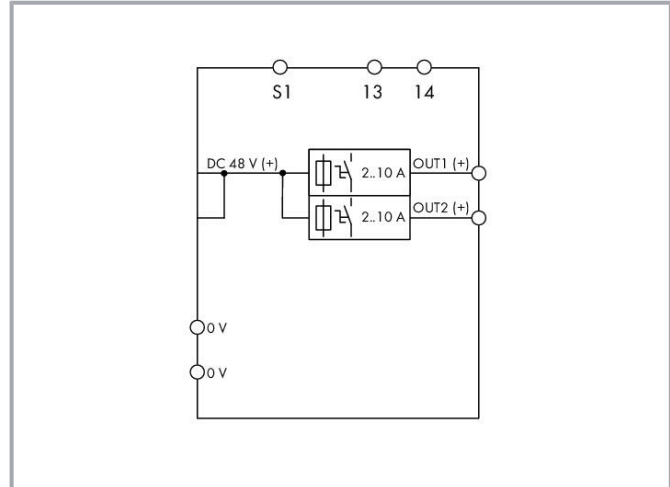 S1 13 14
DC 48 V (+)
2..10 A
OUT1 (+)
2..10 A
OUT2 (+)
0 V
0 V